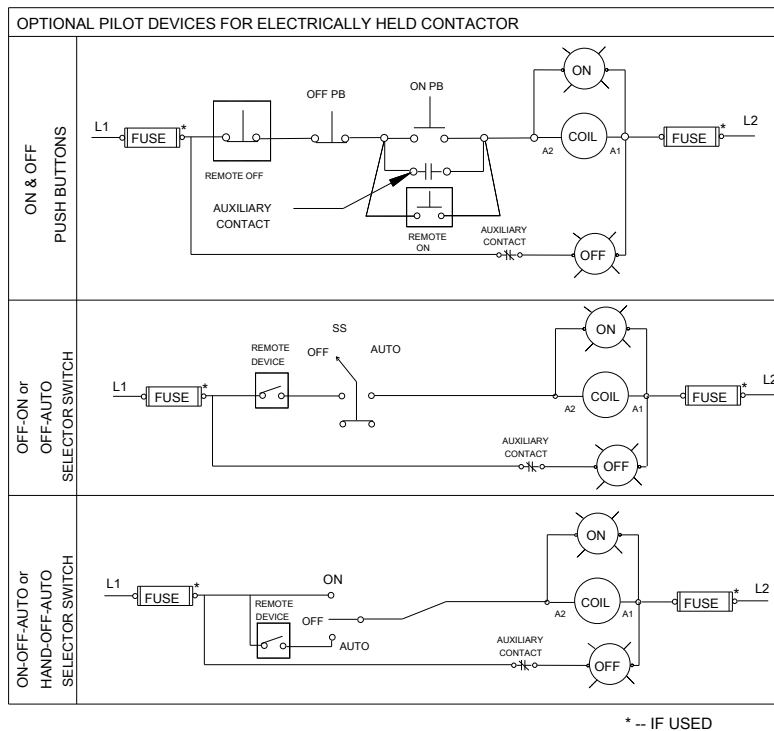 OPTIONAL PILOT DEVICES FOR ELECTRICALLY HELD CONTACTOR
ON & OFF
PUSH BUTTONS
L1
FUSE
*
REMOTE OFF
OFF PB
ON PB
AUXILIARY
CONTACT
REMOTE
ON
AUXILIARY
CONTACT
ON
A2
COIL
A1
OFF
FUSE
*
L2
OFF-ON or
OFF-AUTO
SELECTOR SWITCH
L1
FUSE
*
REMOTE
DEVICE
SS
OFF
AUTO
AUXILIARY
CONTACT
ON
A2
COIL
A1
OFF
FUSE
*
L2
ON-OFF-AUTO or
HAND-OFF-AUTO
SELECTOR SWITCH
L1
FUSE
*
REMOTE
DEVICE
ON
OFF
AUTO
AUXILIARY
CONTACT
ON
A2
COIL
A1
OFF
FUSE
*
L2
* -- IF USED